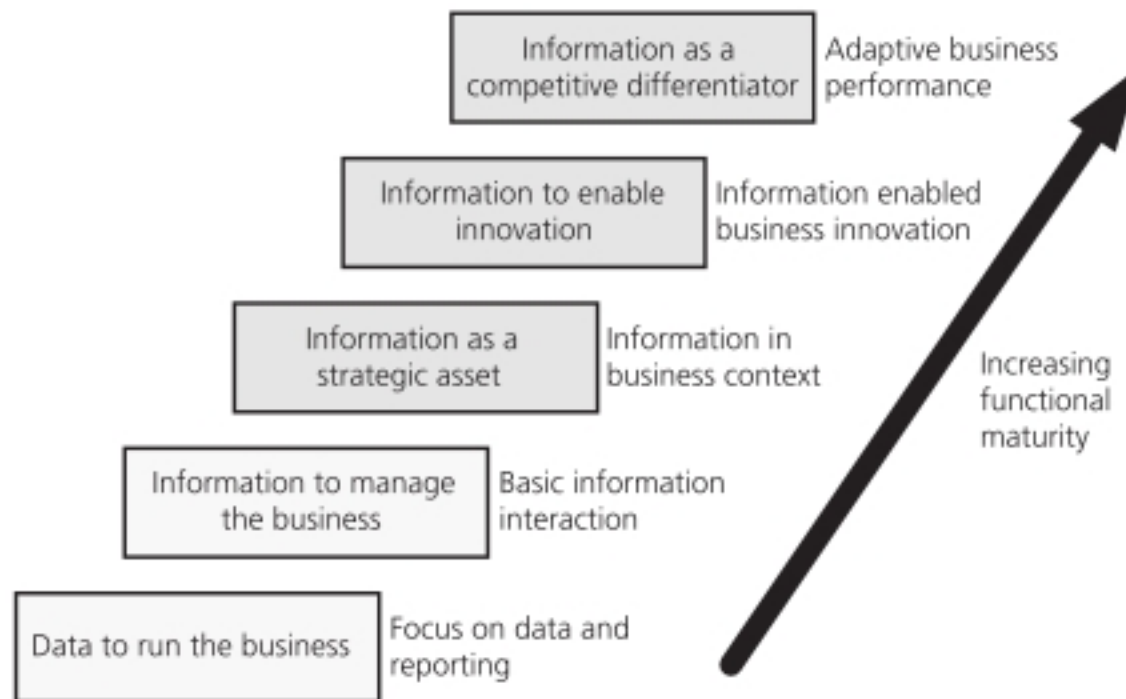 Information as a
competitive differentiator
Adaptive business
performance
Information to enable
innovation
Information enabled
business innovation
Information as a
strategic asset
Information in
business context
Increasing
functional
maturity
Information to manage
the business
Basic information
interaction
Data to run the business
Focus on data and
reporting